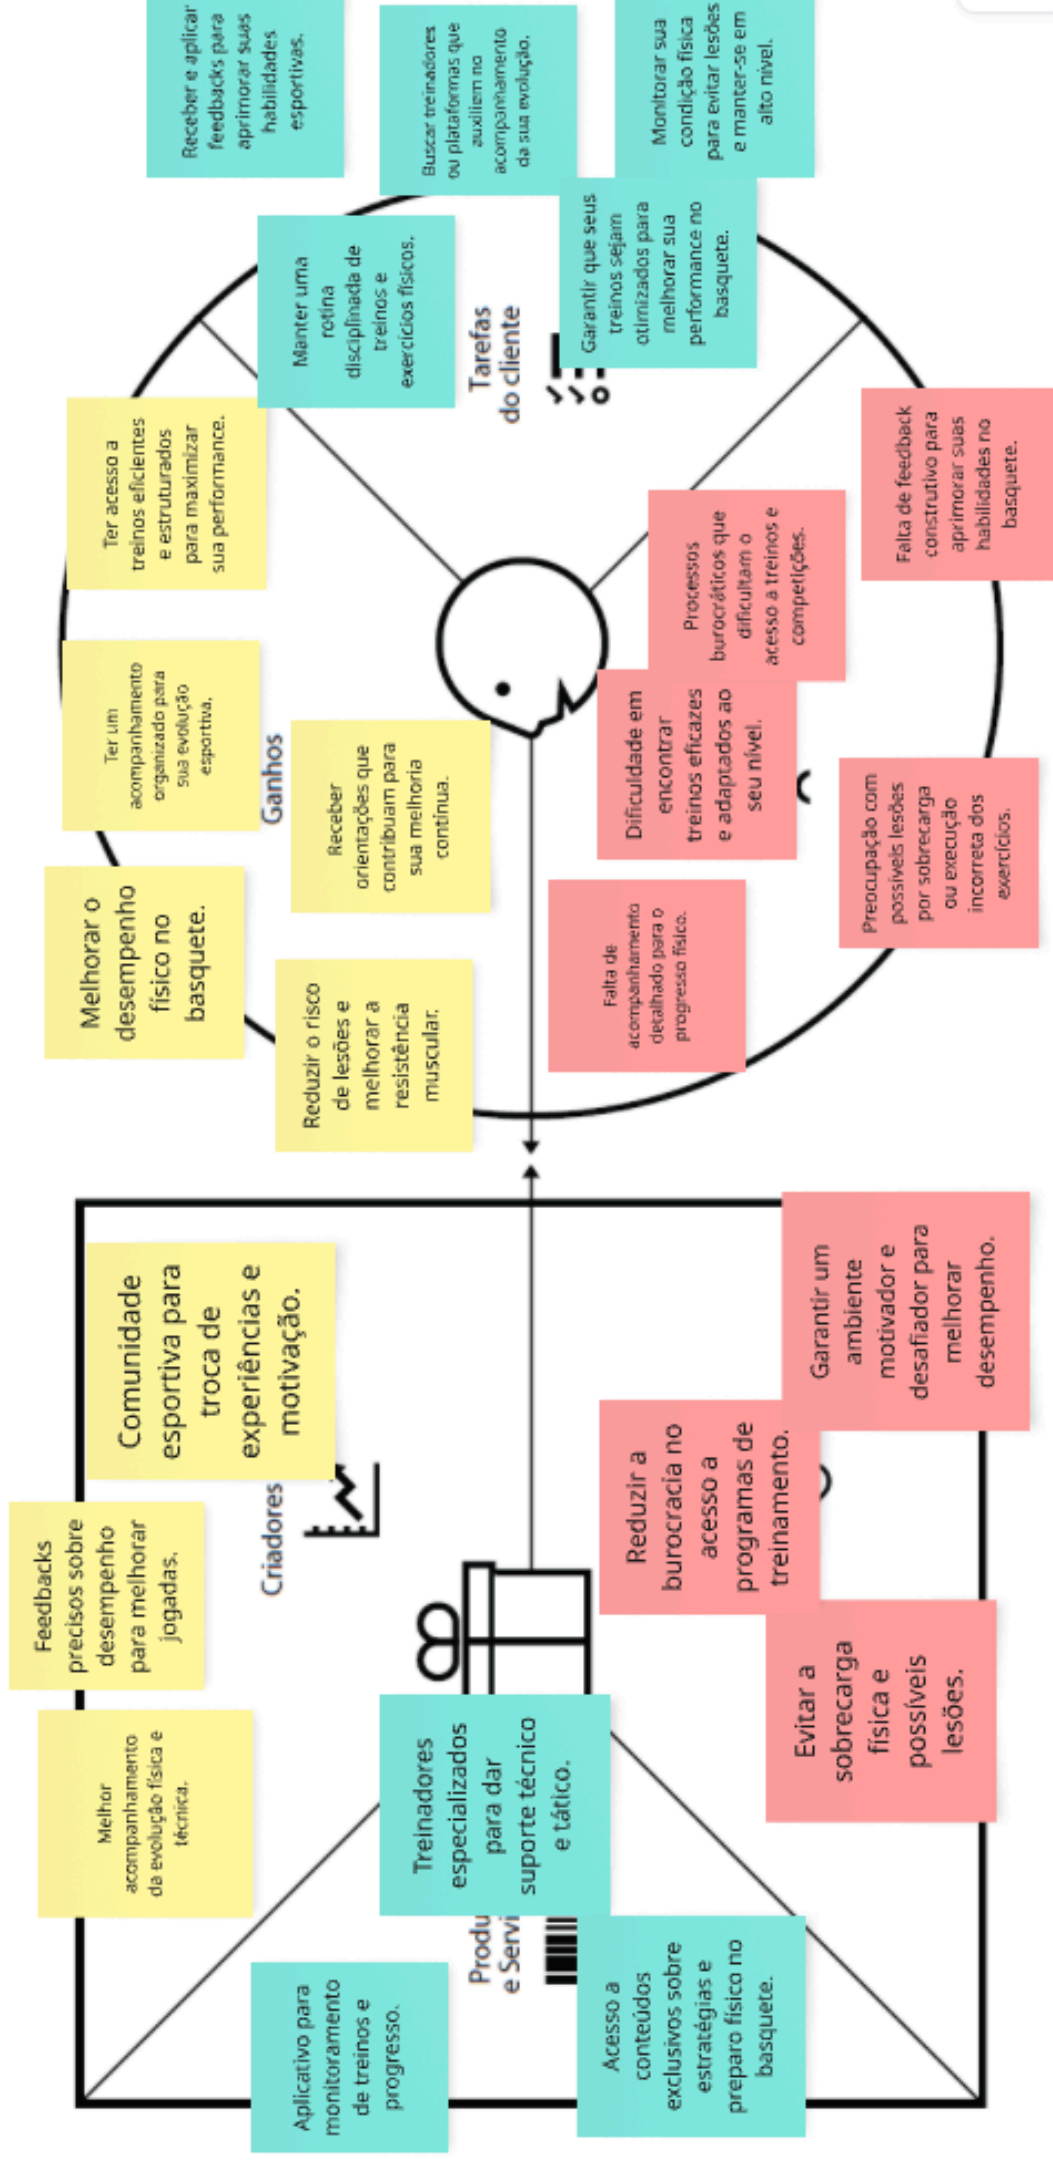 Melhor
acompanhamento
da evolução física e
técnica.
Feedbacks
precisos sobre
desempenho
para melhorar
jogadas.
Comunidade
esportiva para
troca de
experiências e
motivação.
Criadores
Aplicativo para
monitoramento
de treinos e
progresso.
Treinadores
especializados
para dar
suporte técnico
e tático.
Produ
e Servi
Acesso a
conteúdos
exclusivos sobre
estratégias e
preparo físico no
basquete.
Reduzir a
burocracia no
acesso a
programas de
treinamento.
Evitar a
sobrecarga
física e
possíveis
lesões.
Garantir um
ambiente
motivador e
desafiador para
melhorar
desempenho.
Melhorar o
desempenho
físico no
basquete.
Ter um
acompanhamento
organizado para
sua evolução
esportiva.
Ter acesso a
treinos eficientes
e estruturados
para maximizar
sua performance.
Ganhos
Reduzir o risco
de lesões e
melhorar a
resistência
muscular.
Receber
orientações que
contribuam para
sua melhoria
contínua.
Receber e aplicar
feedbacks para
aprimorar suas
habilidades
esportivas.
Manter uma
rotina
disciplinada de
treinos e
exercícios físicos.
Buscar treinadores
ou plataformas que
auxiliem no
acompanhamento
da sua evolução.
Tarefas
do cliente
Garantir que seus
treinos sejam
otimizados para
melhorar sua
performance no
basquete.
Monitorar sua
condição física
para evitar lesões
e manter-se em
alto nível.
Falta de
acompanhamento
detalhado para o
progresso físico.
Dificuldade em
encontrar
treinos eficazes
e adaptados ao
seu nível.
Processos
burocráticos que
dificultam o
acesso a treinos e
competições.
Preocupação com
possíveis lesões
por sobrecarga
ou execução
incorreta dos
exercícios.
Falta de feedback
construtivo para
aprimorar suas
habilidades no
basquete.